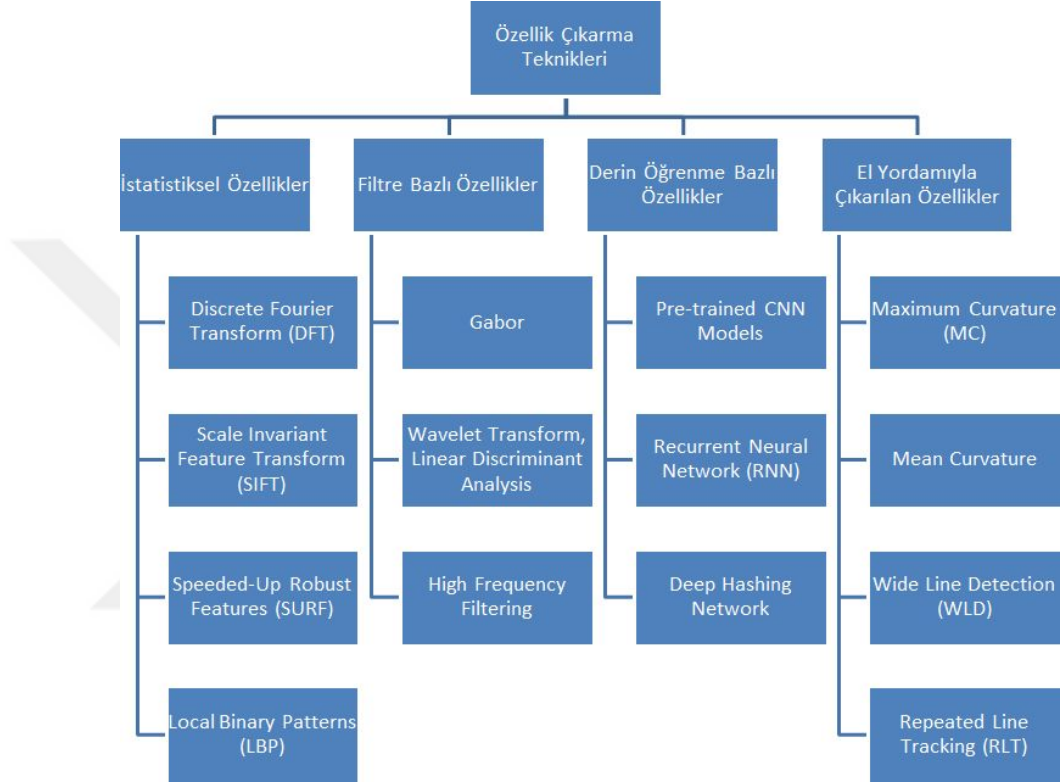 Özellik Çıkarma
Teknikleri
İstatistiksel Özellikler
Filtre Bazlı Özellikler
Derin Öğrenme Bazlı
Özellikler
El Yordamıyla
Çıkarılan Özellikler
Discrete Fourier
Transform (DFT)
Gabor
Pre-trained CNN
Models
Maximum Curvature
(MC)
Scale Invariant
Feature Transform
(SIFT)
Wavelet Transform,
Linear Discriminant
Analysis
Recurrent Neural
Network (RNN)
Mean Curvature
Speeded-Up Robust
Features (SURF)
High Frequency
Filtering
Deep Hashing
Network
Wide Line Detection
(WLD)
Local Binary Patterns
(LBP)
Repeated Line
Tracking (RLT)